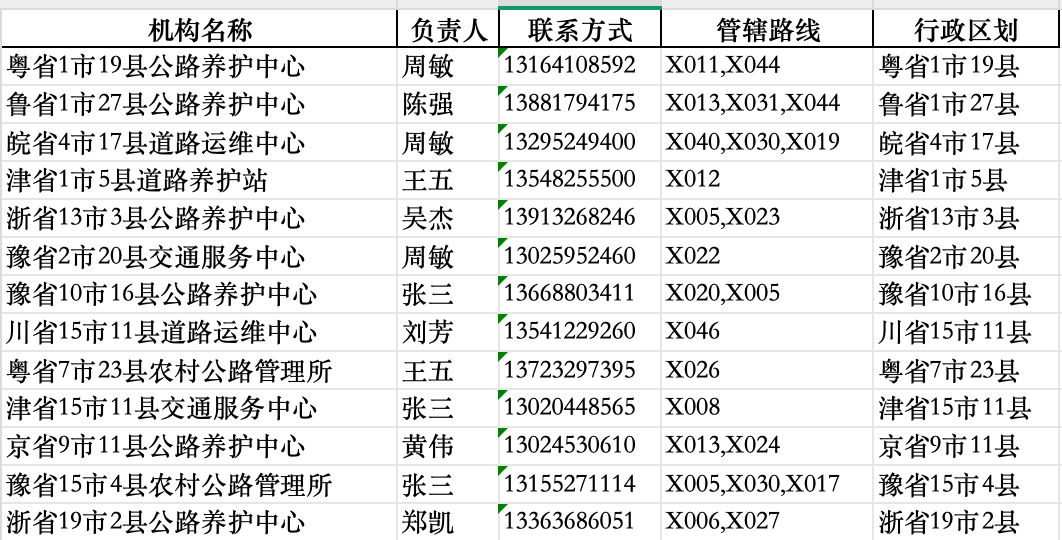 机构名称 负责人 联系方式 管辖路线 行政区划
粤省1市19县公路养护中心 周敏 13164108592 X011,X044 粤省1市19县
鲁省1市27县公路养护中心 陈强 13881794175 X013,X031,X044 鲁省1市27县
皖省4市17县道路运维中心 周敏 13295249400 X040,X030,X019 皖省4市17县
津省1市5县道路养护站 王五 13548255500 X012 津省1市5县
浙省13市3县公路养护中心 吴杰 13913268246 X005,X023 浙省13市3县
豫省2市20县交通服务中心 周敏 13025952460 X022 豫省2市20县
豫省10市16县公路养护中心 张三 13668803411 X020,X005 豫省10市16县
川省15市11县道路运维中心 刘芳 13541229260 X046 川省15市11县
粤省7市23县农村公路管理所 王五 13723297395 X026 粤省7市23县
津省15市11县交通服务中心 张三 13020448565 X008 津省15市11县
京省9市11县公路养护中心 黄伟 13024530610 X013,X024 京省9市11县
豫省15市4县农村公路管理所 张三 13155271114 X005,X030,X017 豫省15市4县
浙省19市2县公路养护中心 郑凯 13363686051 X006,X027 浙省19市2县